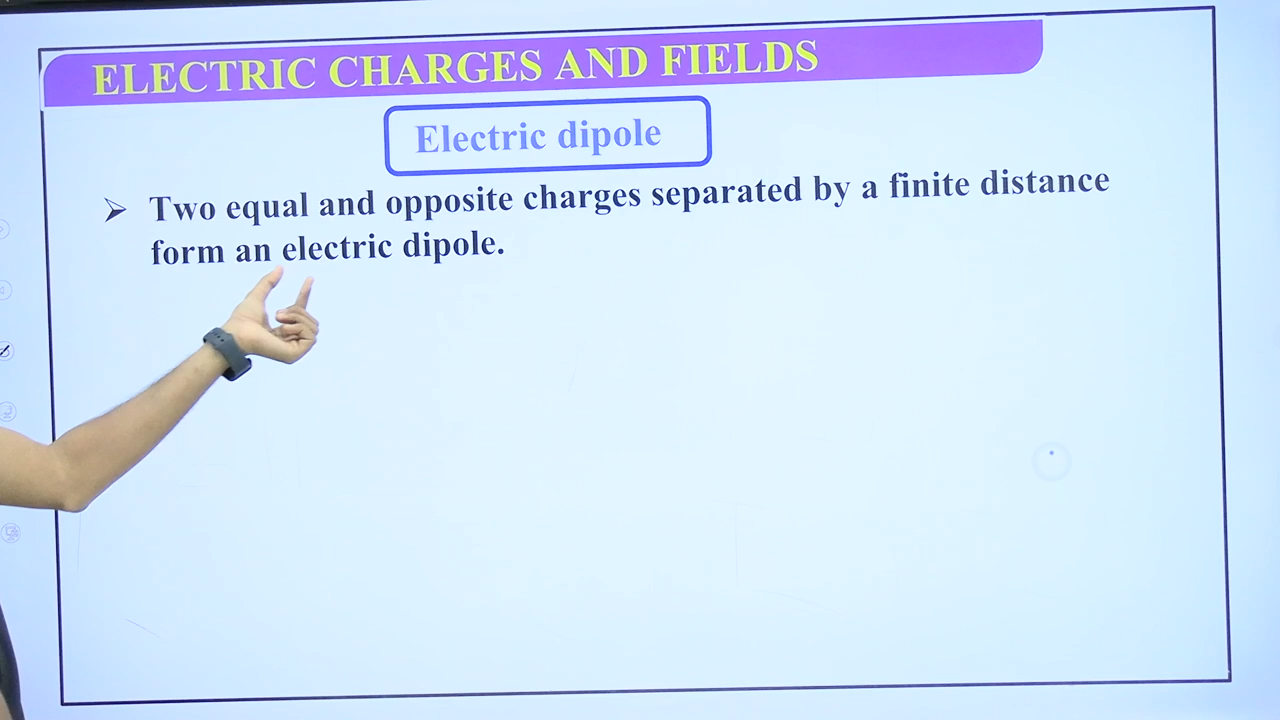 ELECTRIC CHARGES AND FIELDS
Electric dipole
Two equal and opposite charges separated by a finite distance
form an electric dipole.